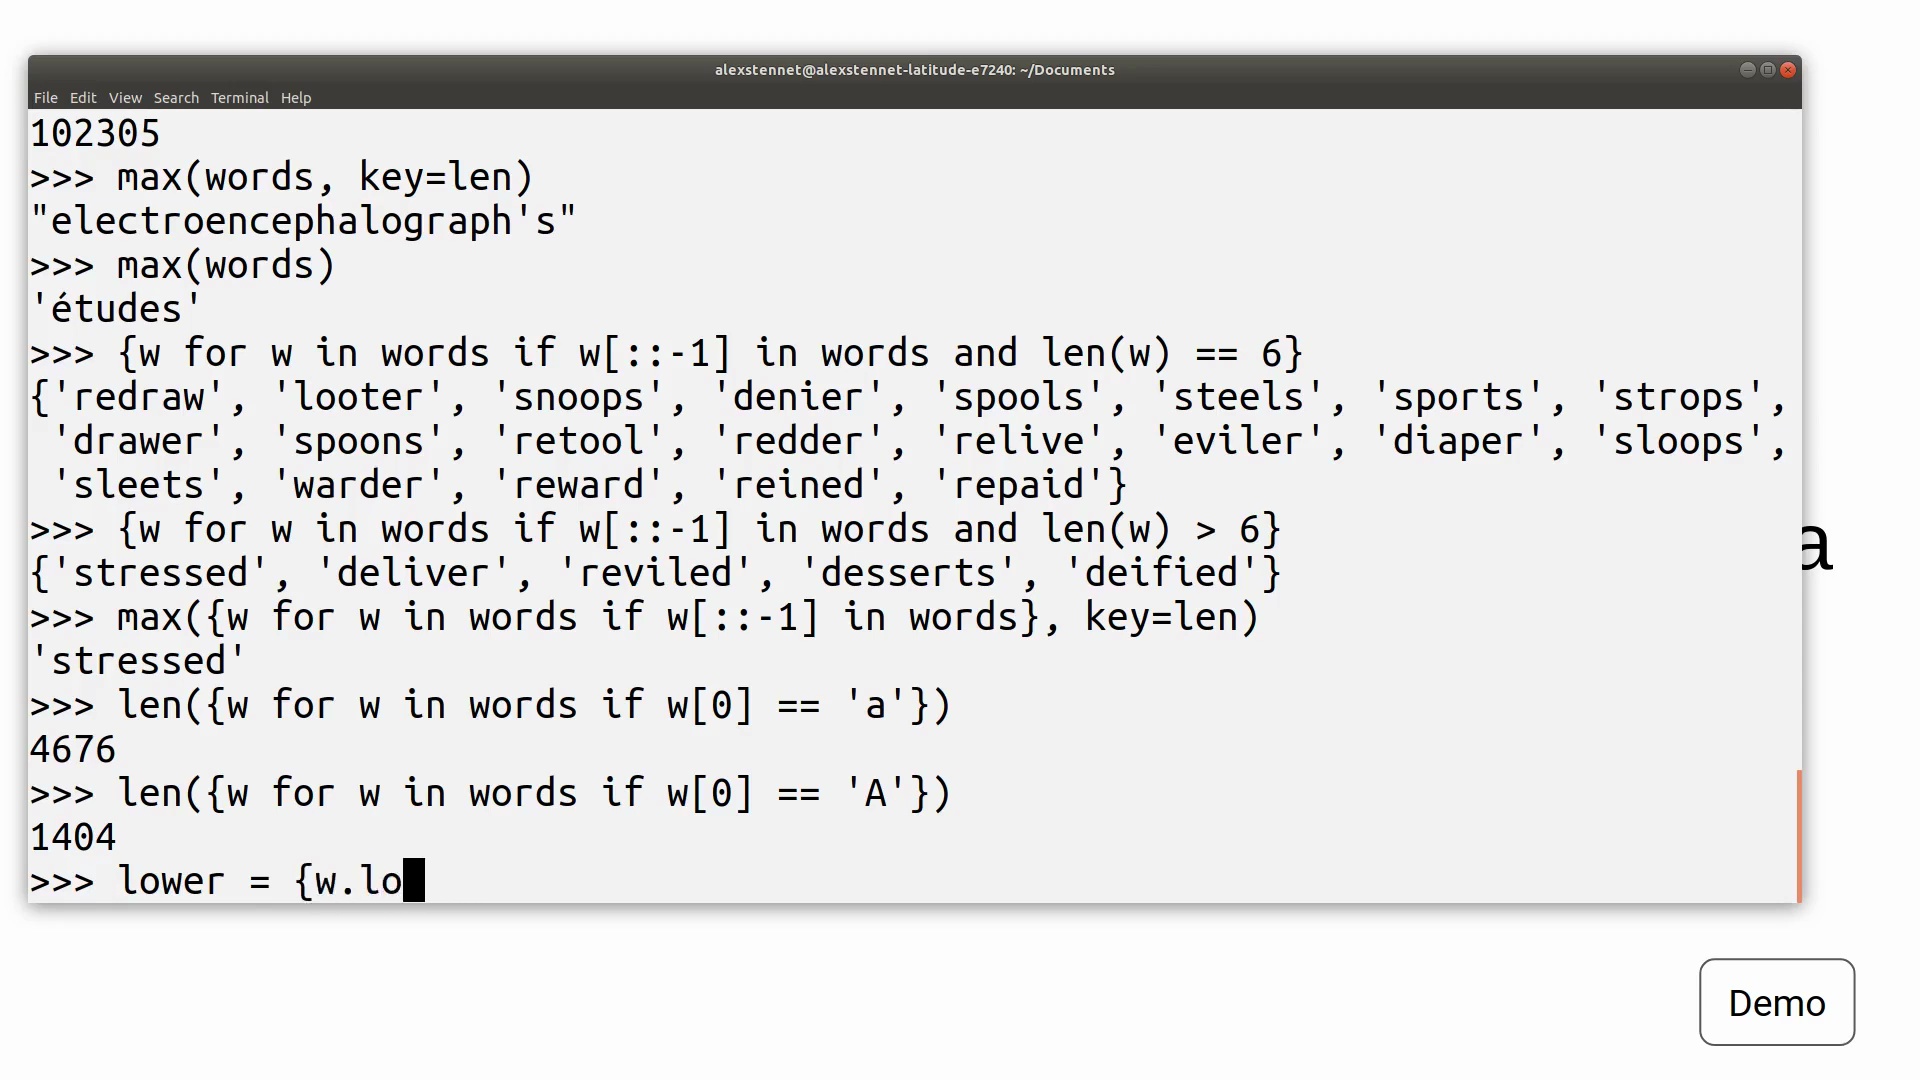 alexstennet@alexstennet-latitude-e7240: ~/Documents
File Edit View Search Terminal Help
102305
>>> max(words, key=len)
"electroencephalograph's"
>>> max(words)
'études'
>>> {w for w in words if w[::-1] in words and len(w) == 6}
{'redraw', 'looter', 'snoops', 'denier', 'spools', 'steels', 'sports', 'strops',
'drawer', 'spoons', 'retool', 'redder', 'relive', 'eviler', 'diaper', 'sloops',
'sleets', 'warder', 'reward', 'reined', 'repaid'}
>>> {w for w in words if w[::-1] in words and len(w) > 6}
{'stressed', 'deliver', 'reviled', 'desserts', 'deified'}
>>> max({w for w in words if w[::-1] in words}, key=len)
'stressed'
>>> len({w for w in words if w[0] == 'a'})
4676
>>> len({w for w in words if w[0] == 'A'})
1404
>>> lower = {w.lo
a
Demo